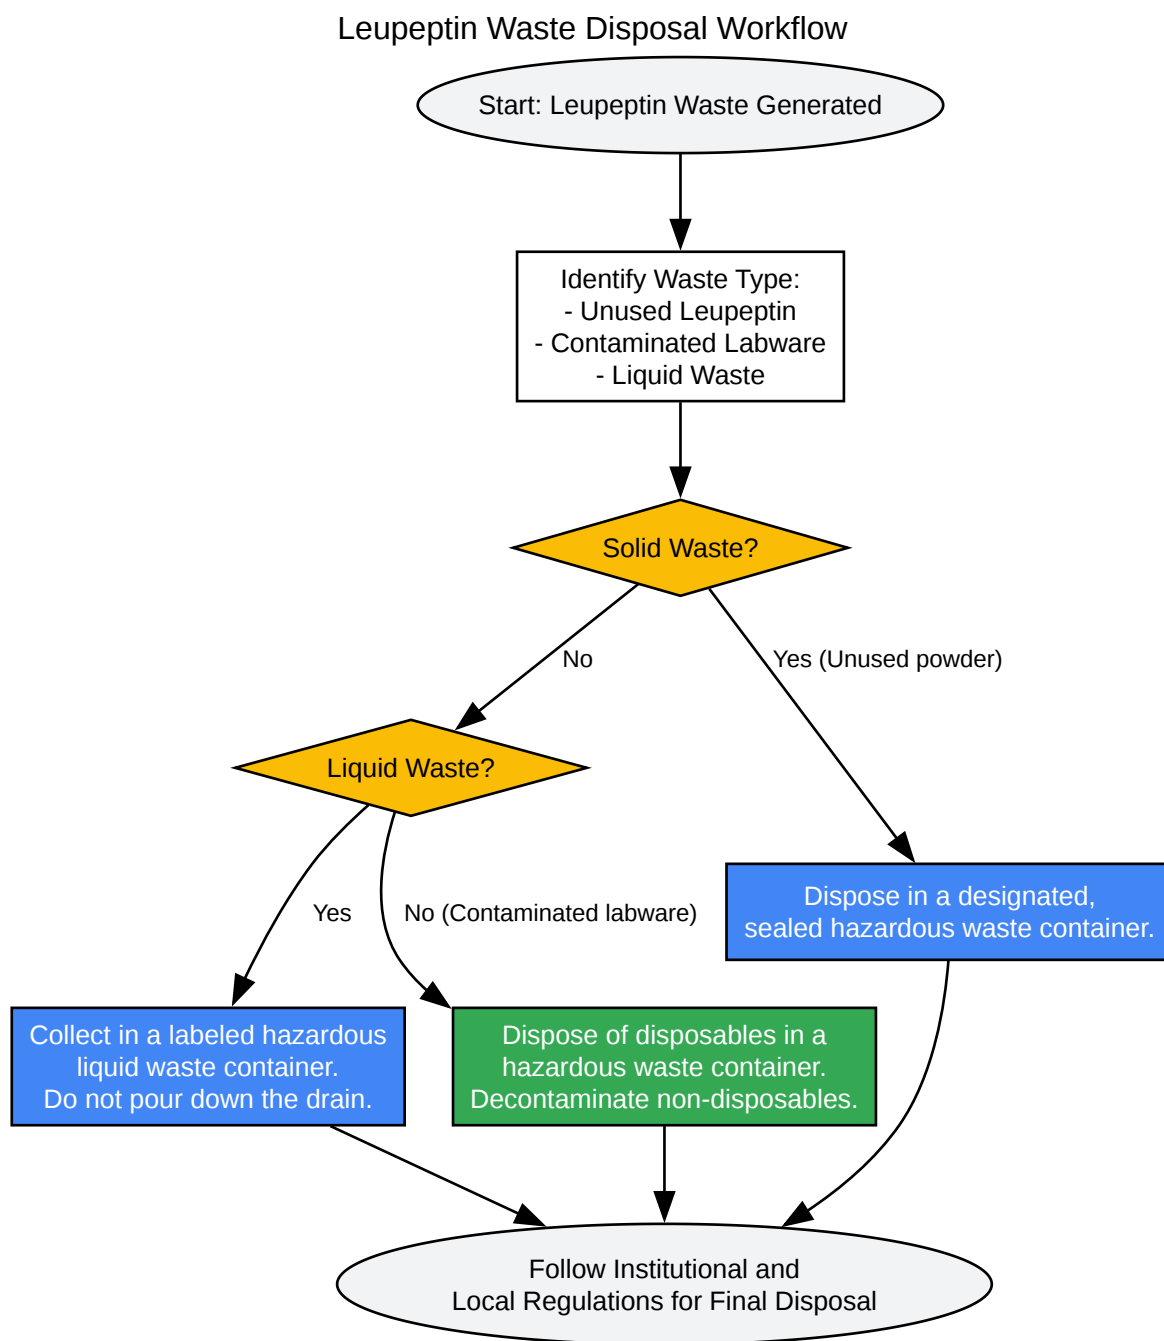 Leupeptin Waste Disposal Workflow
Start: Leupeptin Waste Generated
Identify Waste Type:
- Unused Leupeptin
- Contaminated Labware
- Liquid Waste
Solid Waste?
No
Yes (Unused powder)
Liquid Waste?
Yes
No (Contaminated labware)
Dispose in a designated,
sealed hazardous waste container.
Collect in a labeled hazardous
liquid waste container.
Do not pour down the drain.
Dispose of disposables in a
hazardous waste container.
Decontaminate non-disposables.
Follow Institutional and
Local Regulations for Final Disposal